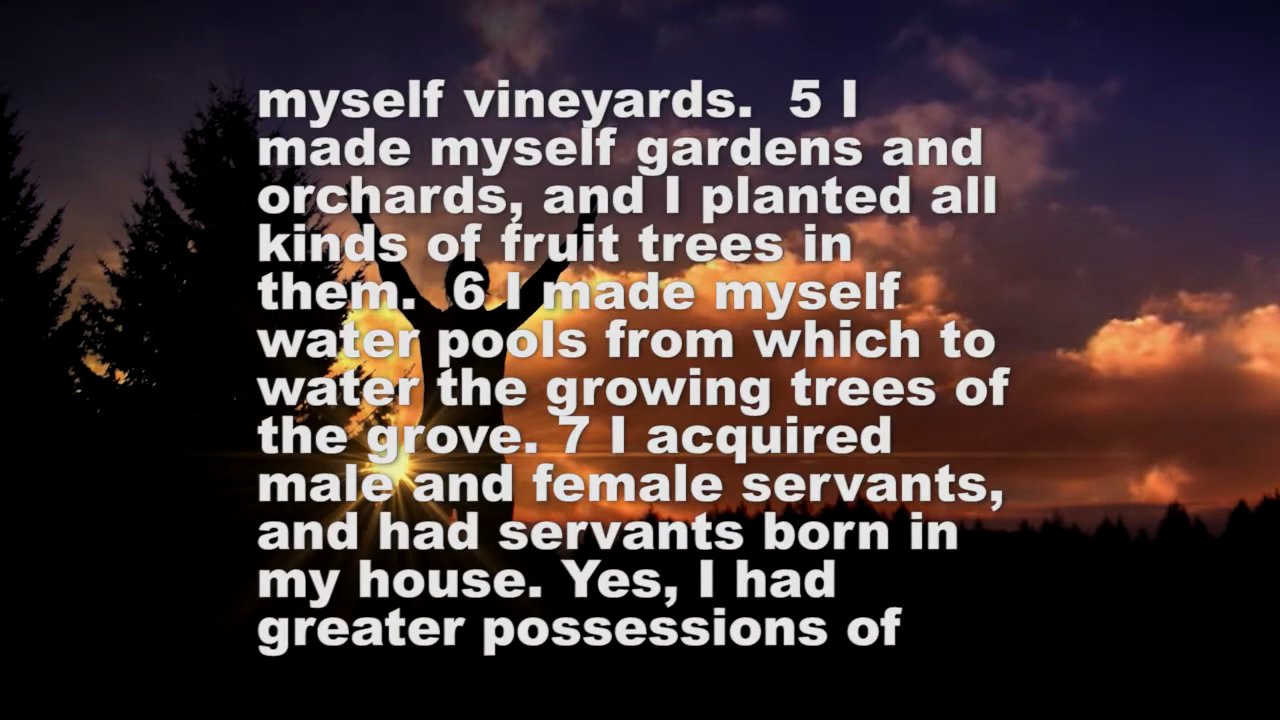 myself vineyards.  5 I
made myself gardens and
orchards, and I planted all
kinds of fruit trees in
them.  6 I made myself
water pools from which to
water the growing trees of
the grove. 7 I acquired
male and female servants,
and had servants born in
my house. Yes, I had
greater possessions of